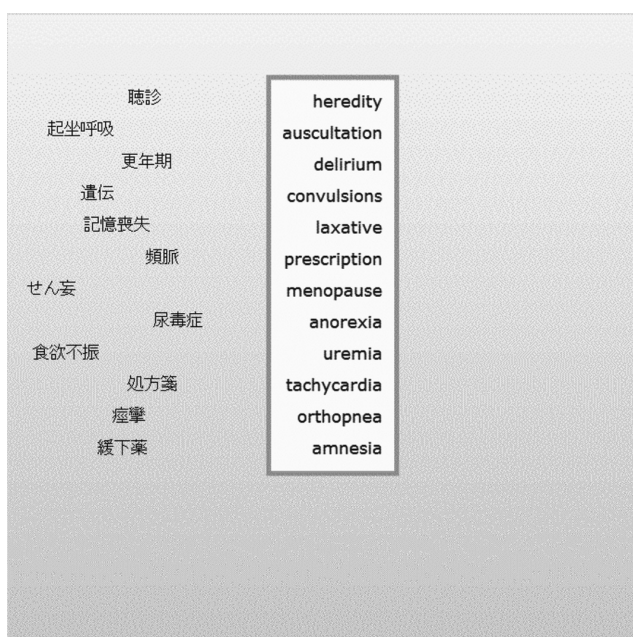 聴診
起坐呼吸
更年期
遺伝
記憶喪失
頻脈
せん妄
尿毒症
食欲不振
処方箋
痙攣
緩下薬
heredity
auscultation
delirium
convulsions
laxative
prescription
menopause
anorexia
uremia
tachycardia
orthopnea
amnesia